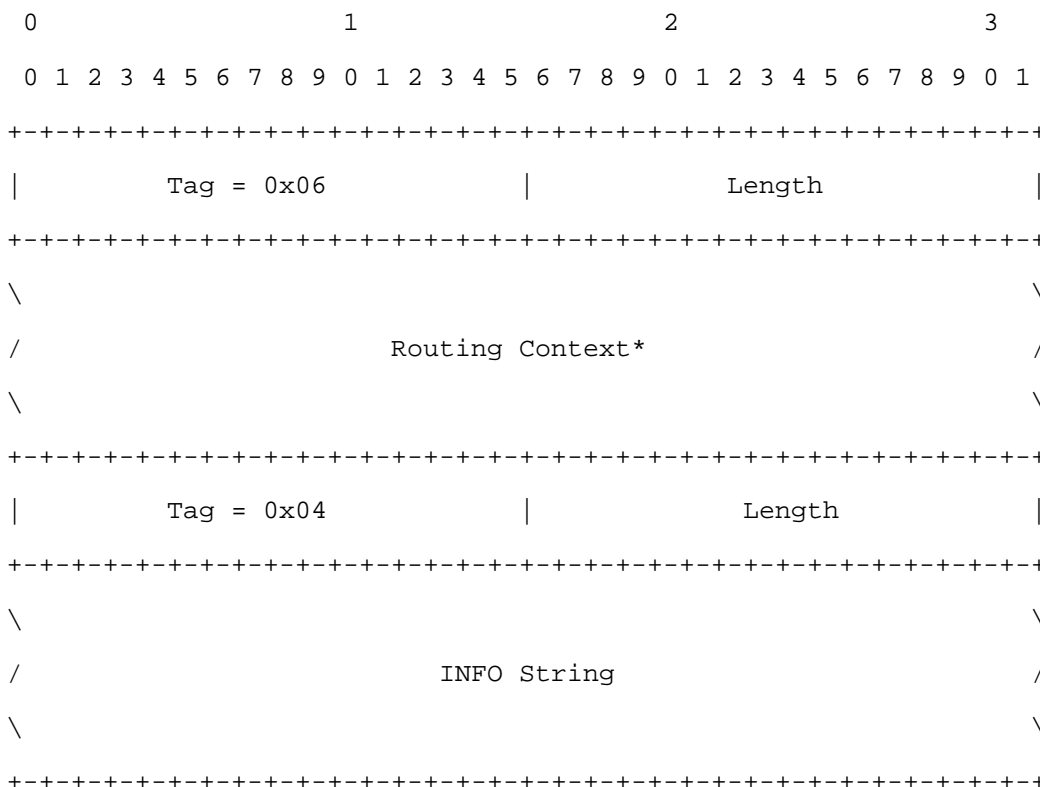 0                   1                   2                   3
0 1 2 3 4 5 6 7 8 9 0 1 2 3 4 5 6 7 8 9 0 1 2 3 4 5 6 7 8 9 0 1
+-+-+-+-+-+-+-+-+-+-+-+-+-+-+-+-+-+-+-+-+-+-+-+-+-+-+-+-+-+-+-+-+
|         Tag = 0x06            |            Length             |
+-+-+-+-+-+-+-+-+-+-+-+-+-+-+-+-+-+-+-+-+-+-+-+-+-+-+-+-+-+-+-+-+
\                                                               \
/                       Routing Context*                        /
\                                                               \
+-+-+-+-+-+-+-+-+-+-+-+-+-+-+-+-+-+-+-+-+-+-+-+-+-+-+-+-+-+-+-+-+
|         Tag = 0x04            |             Length            |
+-+-+-+-+-+-+-+-+-+-+-+-+-+-+-+-+-+-+-+-+-+-+-+-+-+-+-+-+-+-+-+-+
\                                                               \
/                          INFO String                          /
\                                                               \
+-+-+-+-+-+-+-+-+-+-+-+-+-+-+-+-+-+-+-+-+-+-+-+-+-+-+-+-+-+-+-+-+